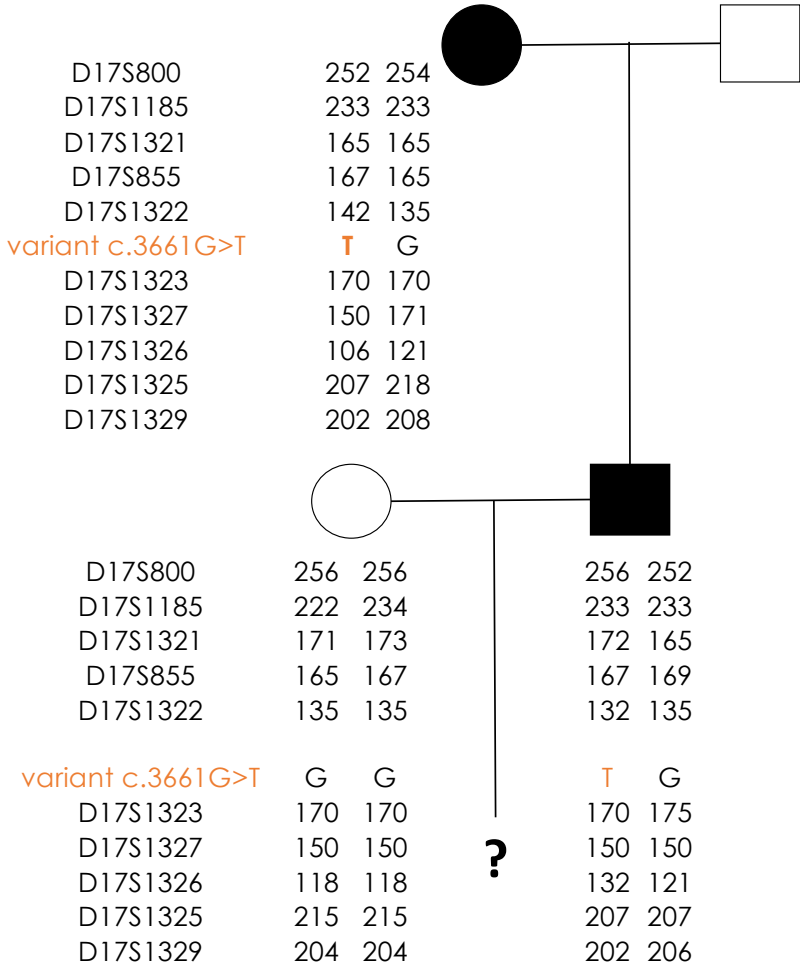 D17S800 252 254
D17S1185 233 233
D17S1321 165 165
D17S855 167 165
D17S1322 142 135
variant c.3661G>T T G
D17S1323 170 170
D17S1327 150 171
D17S1326 106 121
D17S1325 207 218
D17S1329 202 208
D17S800 256 256 256 252
D17S1185 222 234 233 233
D17S1321 171 173 172 165
D17S855 165 167 167 169
D17S1322 135 135 132 135
variant c.3661G>T G G T G
D17S1323 170 170 170 175
D17S1327 150 150 ? 150 150
D17S1326 118 118 132 121
D17S1325 215 215 207 207
D17S1329 204 204 202 206